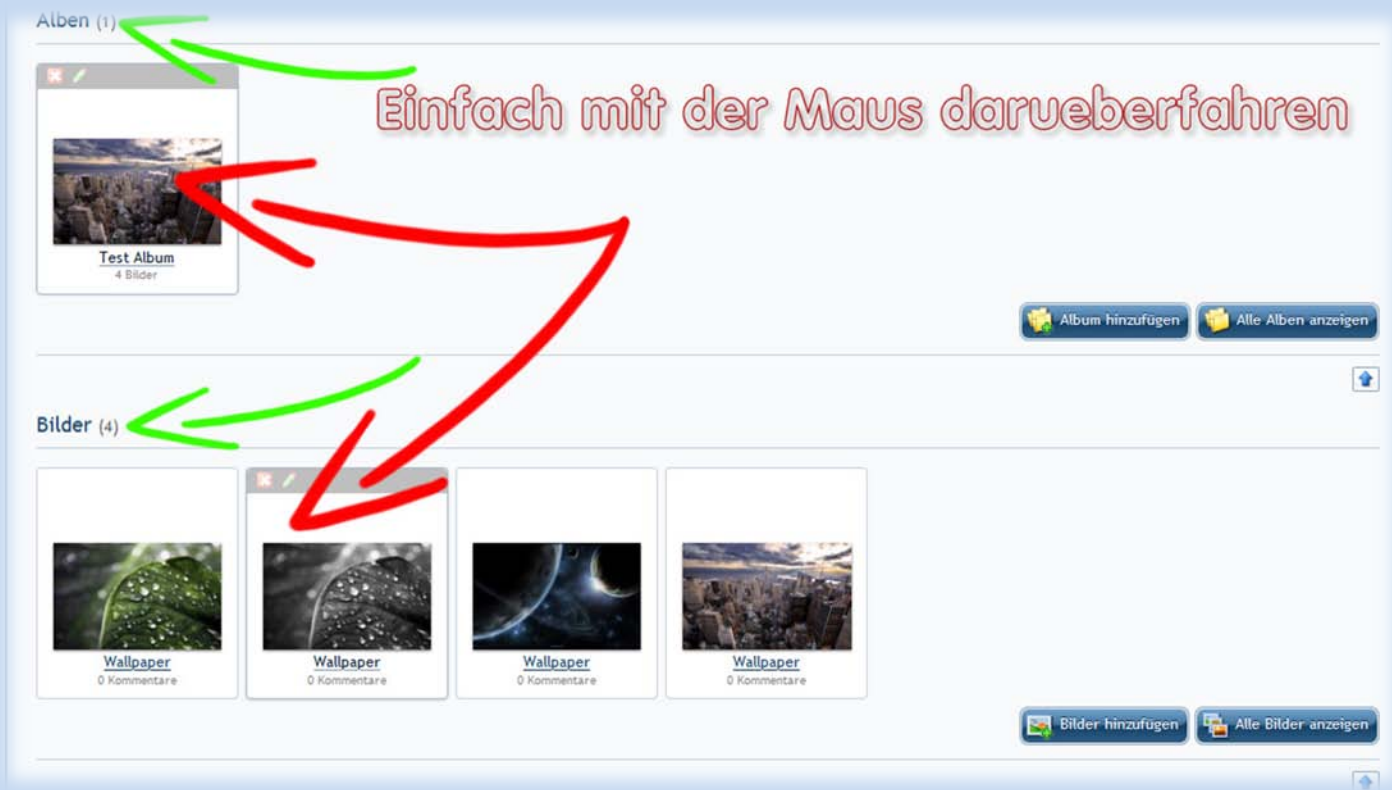 Alben (1)
Einfach mit der Maus darueberfahren
Test Album
4 Bilder
Album hinzufügen
Alle Alben anzeigen
Bilder (4)
Wallpaper
0 Kommentare
Wallpaper
0 Kommentare
Wallpaper
0 Kommentare
Wallpaper
0 Kommentare
Bilder hinzufügen
Alle Bilder anzeigen